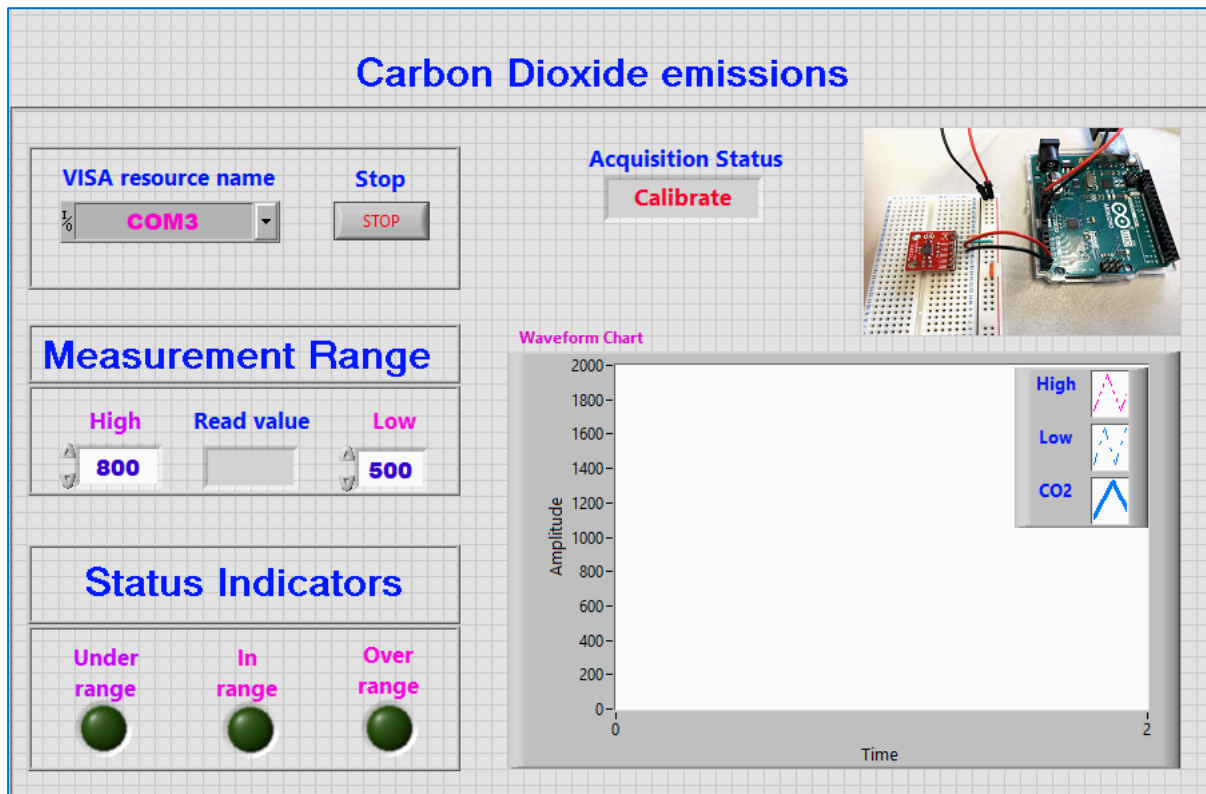 Carbon Dioxide emissions
VISA resource name
Stop
I/O
COM3
STOP
Acquisition Status
Calibrate
ARDUINO
Measurement Range
High
Read value
Low
800
500
Status Indicators
Under
range
In
range
Over
range
Waveform Chart
2000
1800
1600
1400
1200
1000
800
600
400
200
0
Amplitude
0
2
Time
High
Low
CO2